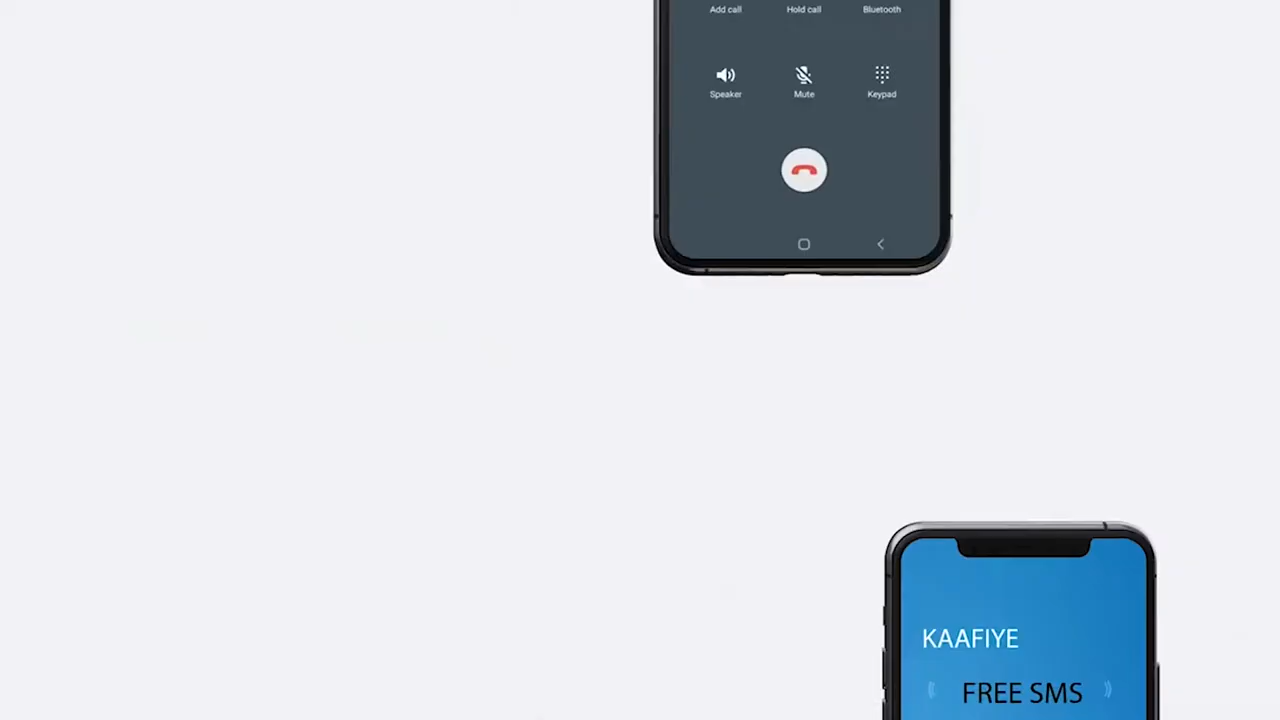 Add call Hold call Bluetooth
Speaker Mute Keypad
KAAFIYE
FREE SMS